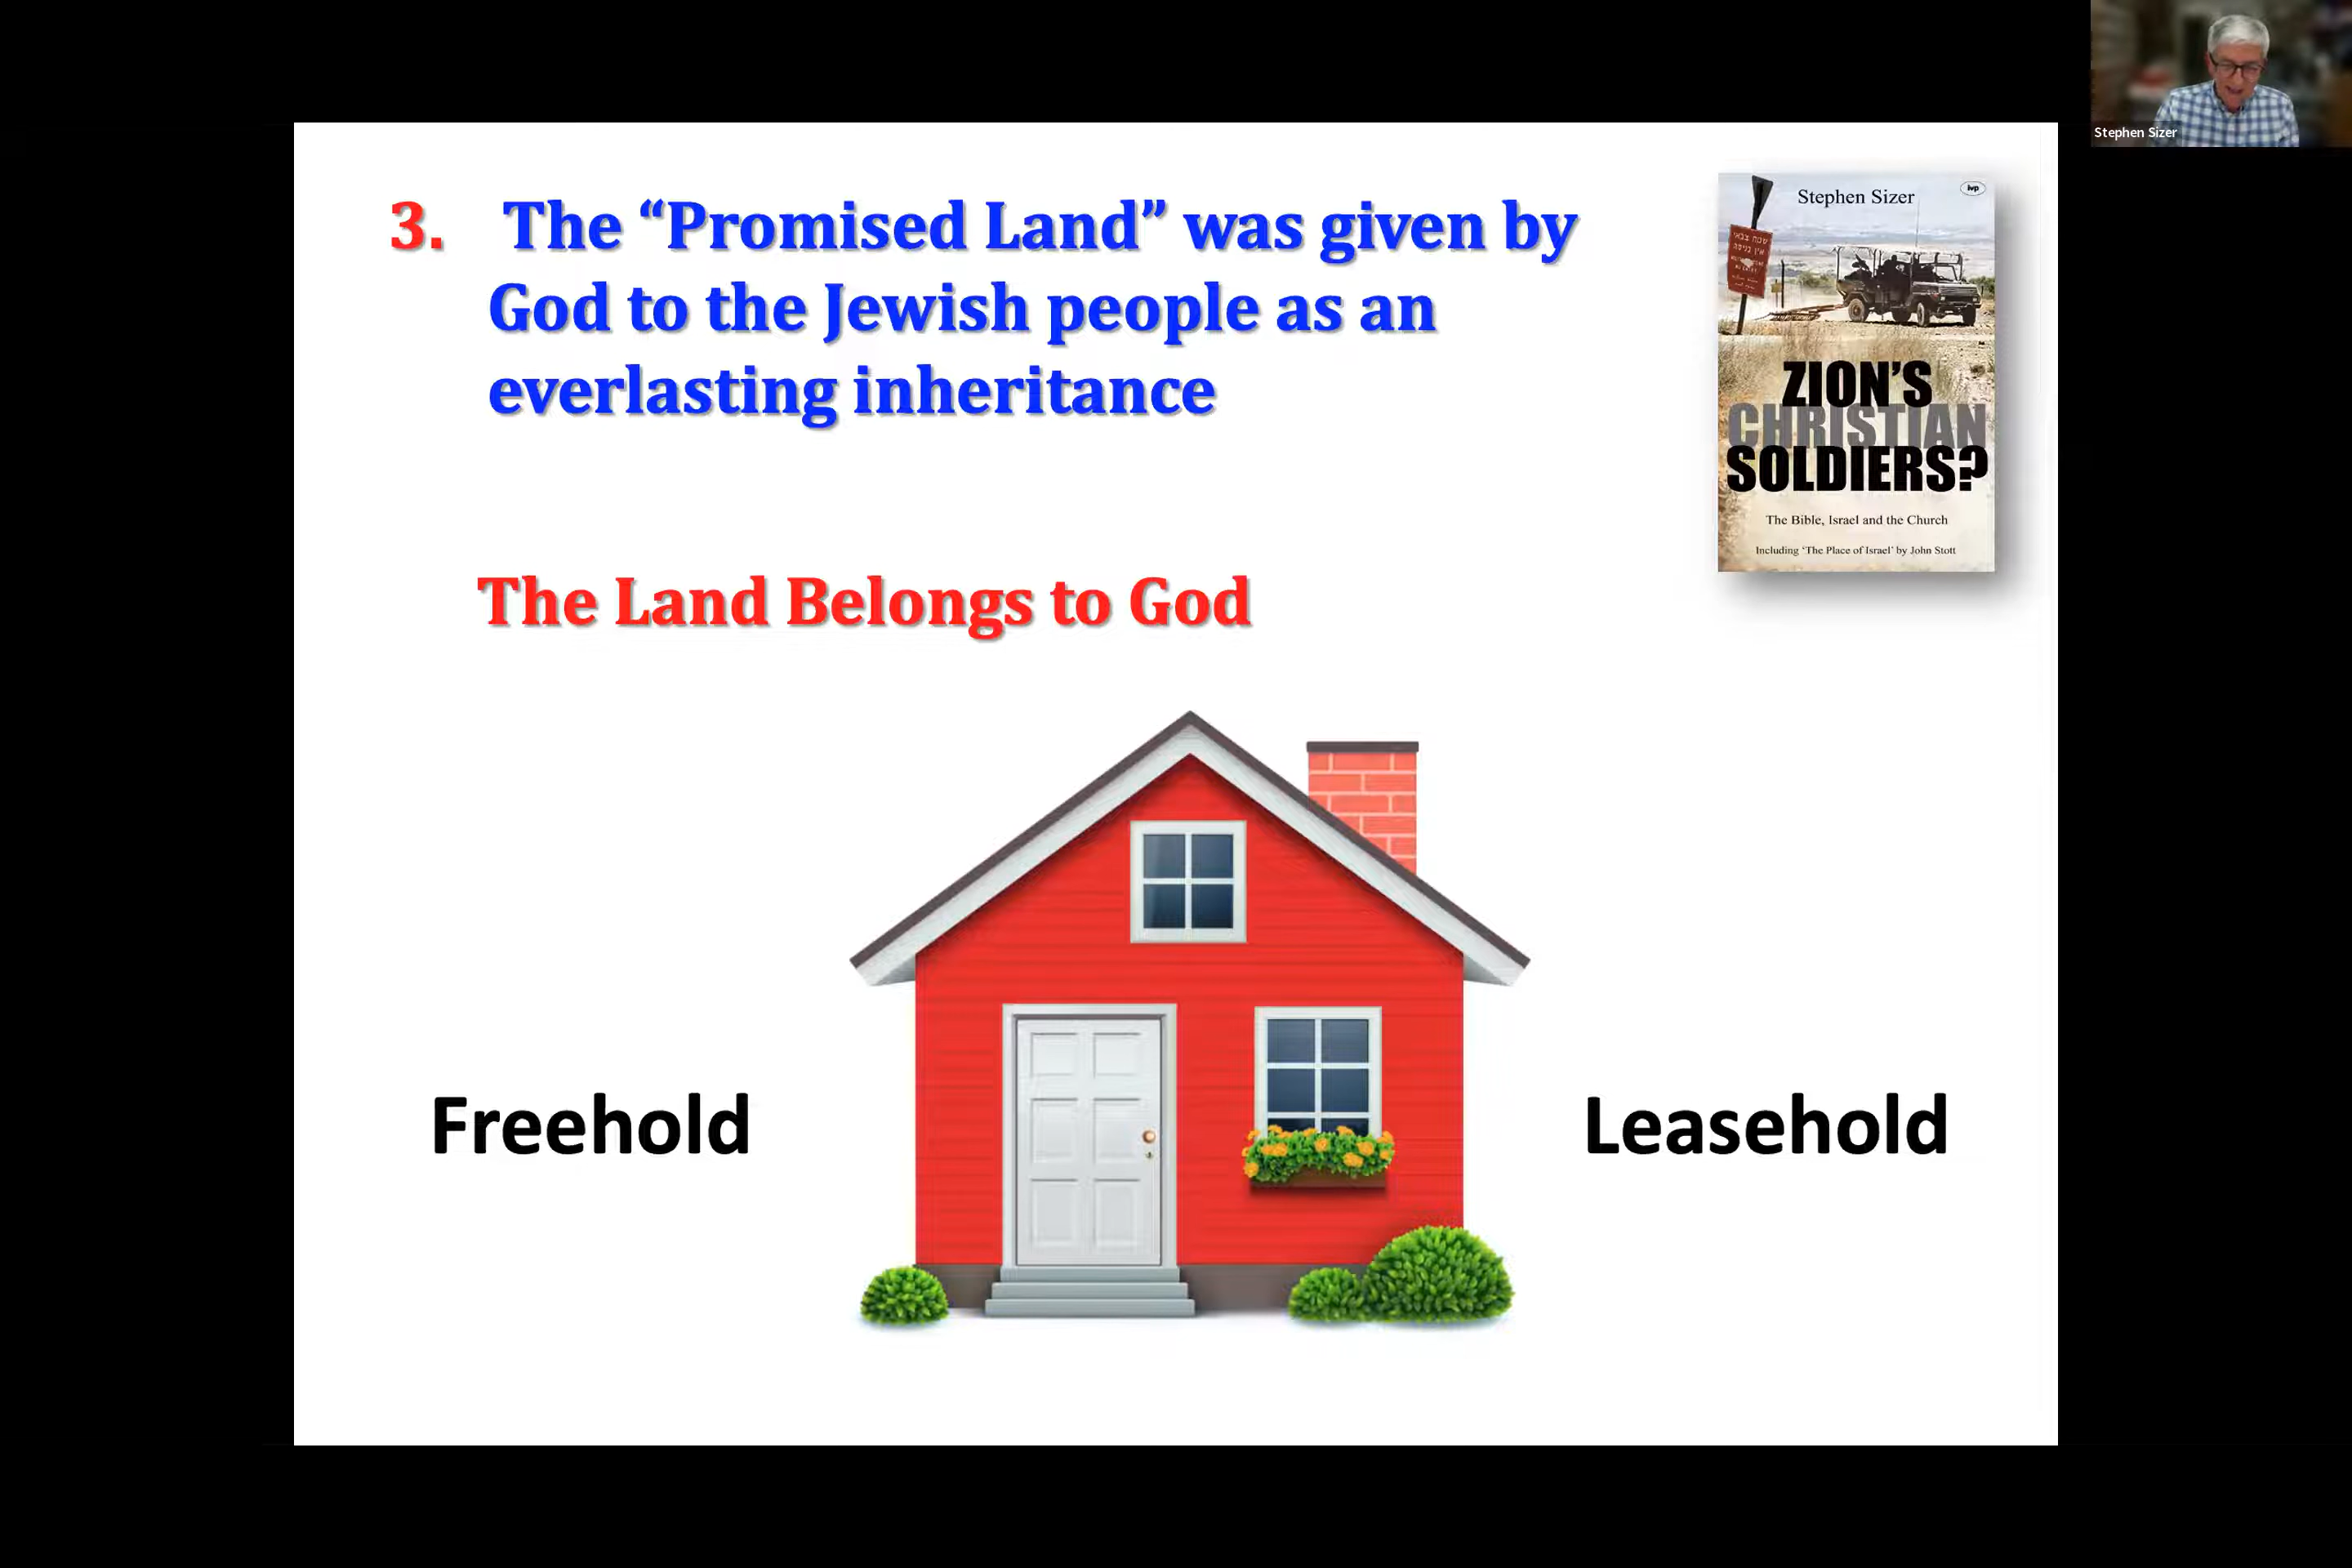 Stephen Sizer
3. The “Promised Land” was given by
God to the Jewish people as an
everlasting inheritance
The Land Belongs to God
Freehold
Leasehold
Stephen Sizer
ivp
ZION’S
CHRISTIAN
SOLDIERS?
The Bible, Israel and the Church
Including ‘The Place of Israel’ by John Stott